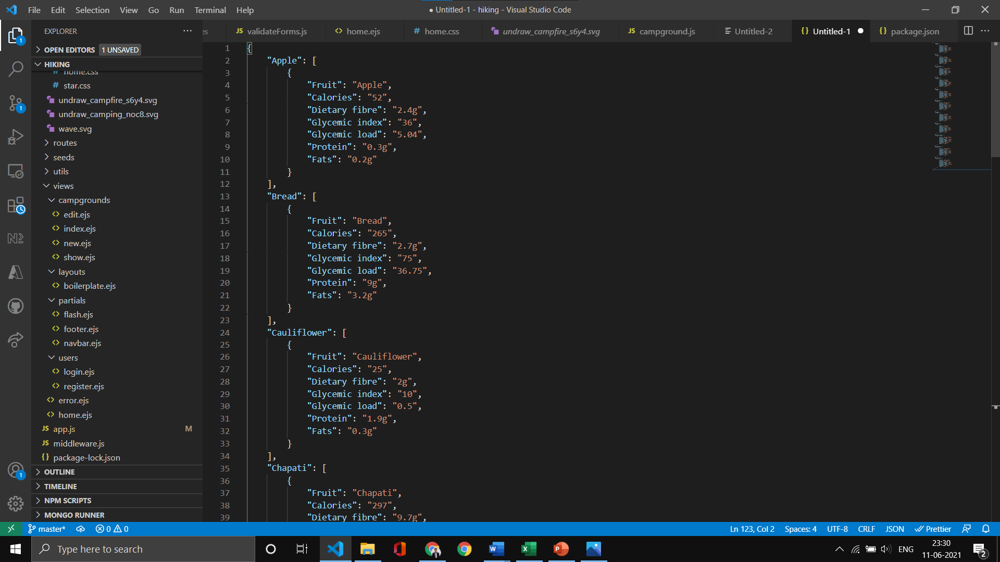 File Edit Selection View Go Run Terminal Help
● Untitled-1 - hiking - Visual Studio Code
EXPLORER ···
es
JS validateForms.js
<> home.ejs
# home.css
undraw_campfire_s6y4.svg
JS campground.js
Untitled-2
{} Untitled-1 ●
{} package.json
OPEN EDITORS 1 UNSAVED
HIKING
# home.css
# star.css
undraw_campfire_s6y4.svg
undraw_camping_noc8.svg
wave.svg
routes
seeds
utils
views
campgrounds
<> edit.ejs
<> index.ejs
<> new.ejs
<> show.ejs
layouts
<> boilerplate.ejs
partials
<> flash.ejs
<> footer.ejs
<> navbar.ejs
users
<> login.ejs
<> register.ejs
<> error.ejs
<> home.ejs
JS app.js M
JS middleware.js
{} package-lock.json
OUTLINE
TIMELINE
NPM SCRIPTS
MONGO RUNNER
1 {
2 "Apple": [
3 {
4 "Fruit": "Apple",
5 "Calories": "52",
6 "Dietary fibre": "2.4g",
7 "Glycemic index": "36",
8 "Glycemic load": "5.04",
9 "Protein": "0.3g",
10 "Fats": "0.2g"
11 }
12 ],
13 "Bread": [
14 {
15 "Fruit": "Bread",
16 "Calories": "265",
17 "Dietary fibre": "2.7g",
18 "Glycemic index": "75",
19 "Glycemic load": "36.75",
20 "Protein": "9g",
21 "Fats": "3.2g"
22 }
23 ],
24 "Cauliflower": [
25 {
26 "Fruit": "Cauliflower",
27 "Calories": "25",
28 "Dietary fibre": "2g",
29 "Glycemic index": "10",
30 "Glycemic load": "0.5",
31 "Protein": "1.9g",
32 "Fats": "0.3g"
33 }
34 ],
35 "Chapati": [
36 {
37 "Fruit": "Chapati",
38 "Calories": "297",
39 "Dietary fibre": "9.7g",
1
1
1
master* 0 0
Ln 123, Col 2 Spaces: 4 UTF-8 CRLF JSON Prettier
Type here to search
ENG
23:30
11-06-2021
2